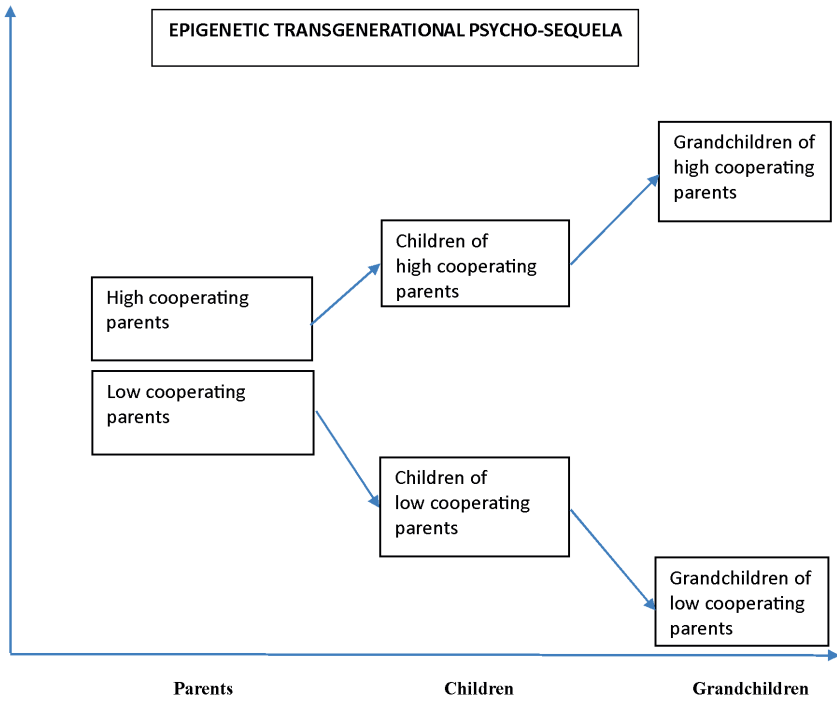 EPIGENETIC TRANSGENERATIONAL PSYCHO-SEQUELA
Grandchildren of
high cooperating
parents
Children of
high cooperating
parents
High cooperating
parents
Low cooperating
parents
Children of
low cooperating
parents
Grandchildren of
low cooperating
parents
Parents
Children
Grandchildren